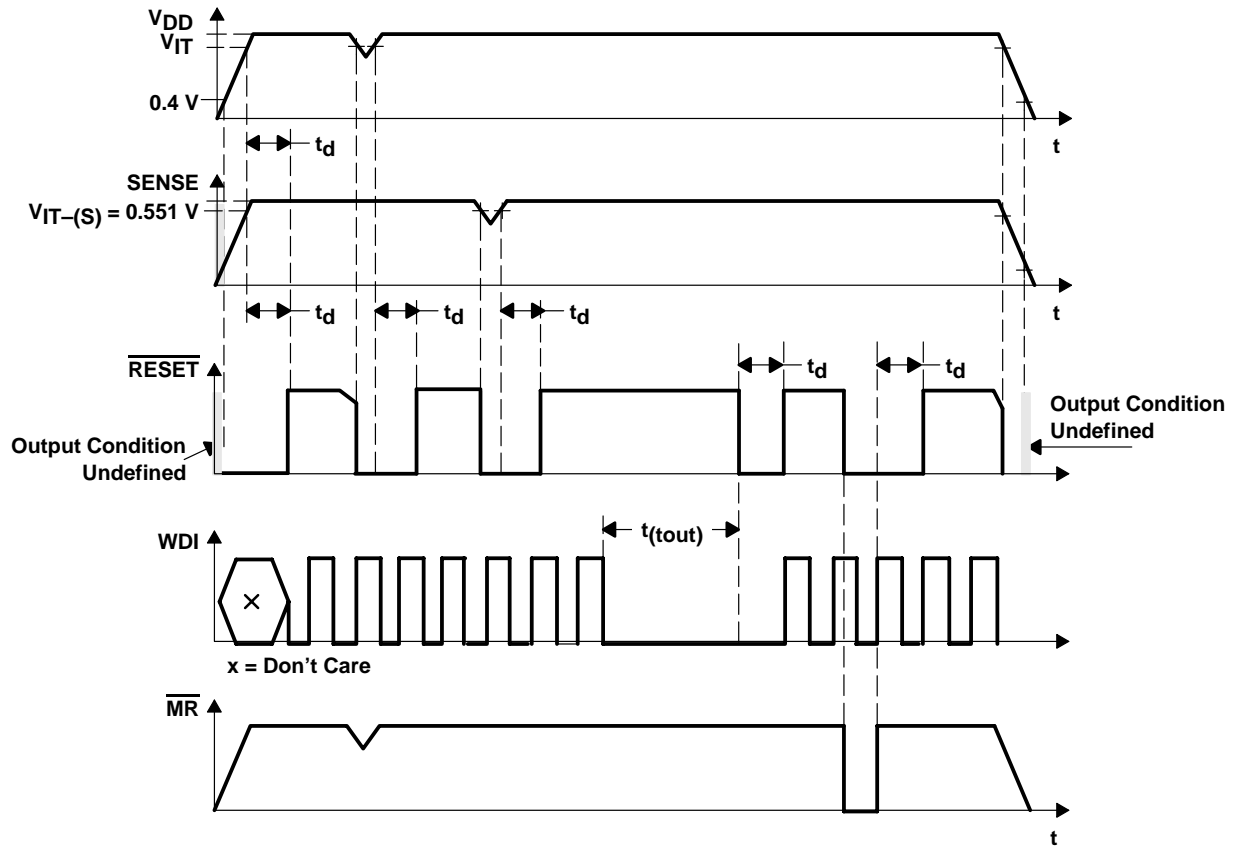 VDD
VIT
0.4 V
t
td
SENSE
VIT–(S) = 0.551 V
t
td
td
td
RESET
td
td
Output Condition
Undefined
Output Condition
Undefined
WDI
t(tout)
×
x = Don't Care
MR
t